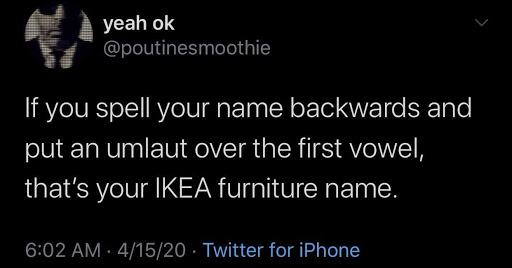 yeah ok
@poutinesmoothie
If you spell your name backwards and
put an umlaut over the first vowel,
that’s your IKEA furniture name.
6:02 AM · 4/15/20 · Twitter for iPhone